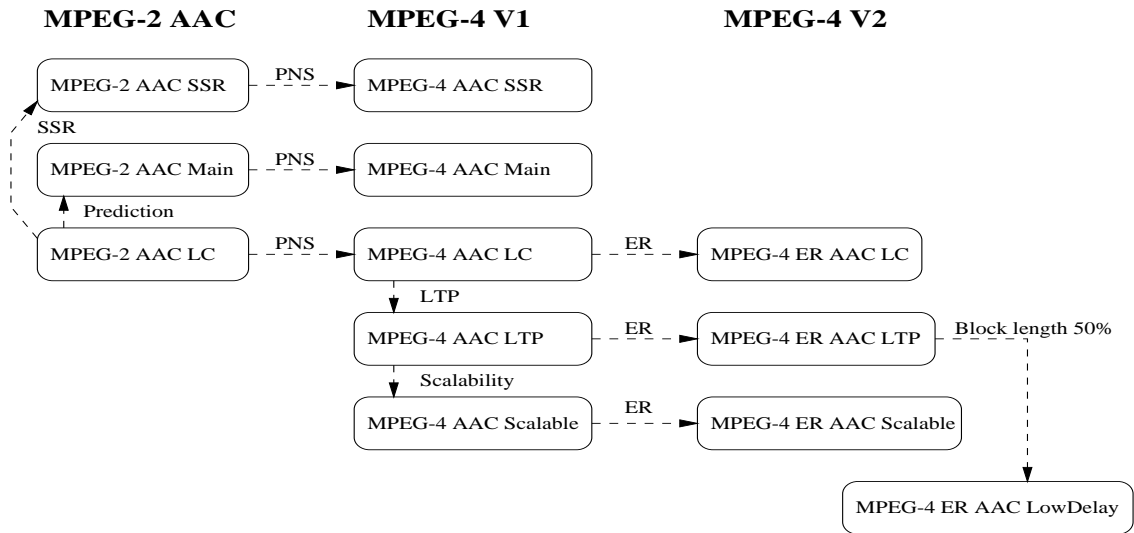 MPEG-2 AAC MPEG-4 V1 MPEG-4 V2
MPEG-2 AAC SSR PNS MPEG-4 AAC SSR
SSR
MPEG-2 AAC Main PNS MPEG-4 AAC Main
Prediction
MPEG-2 AAC LC PNS MPEG-4 AAC LC ER MPEG-4 ER AAC LC
LTP
MPEG-4 AAC LTP ER MPEG-4 ER AAC LTP Block length 50%
Scalability
MPEG-4 AAC Scalable ER MPEG-4 ER AAC Scalable
MPEG-4 ER AAC LowDelay